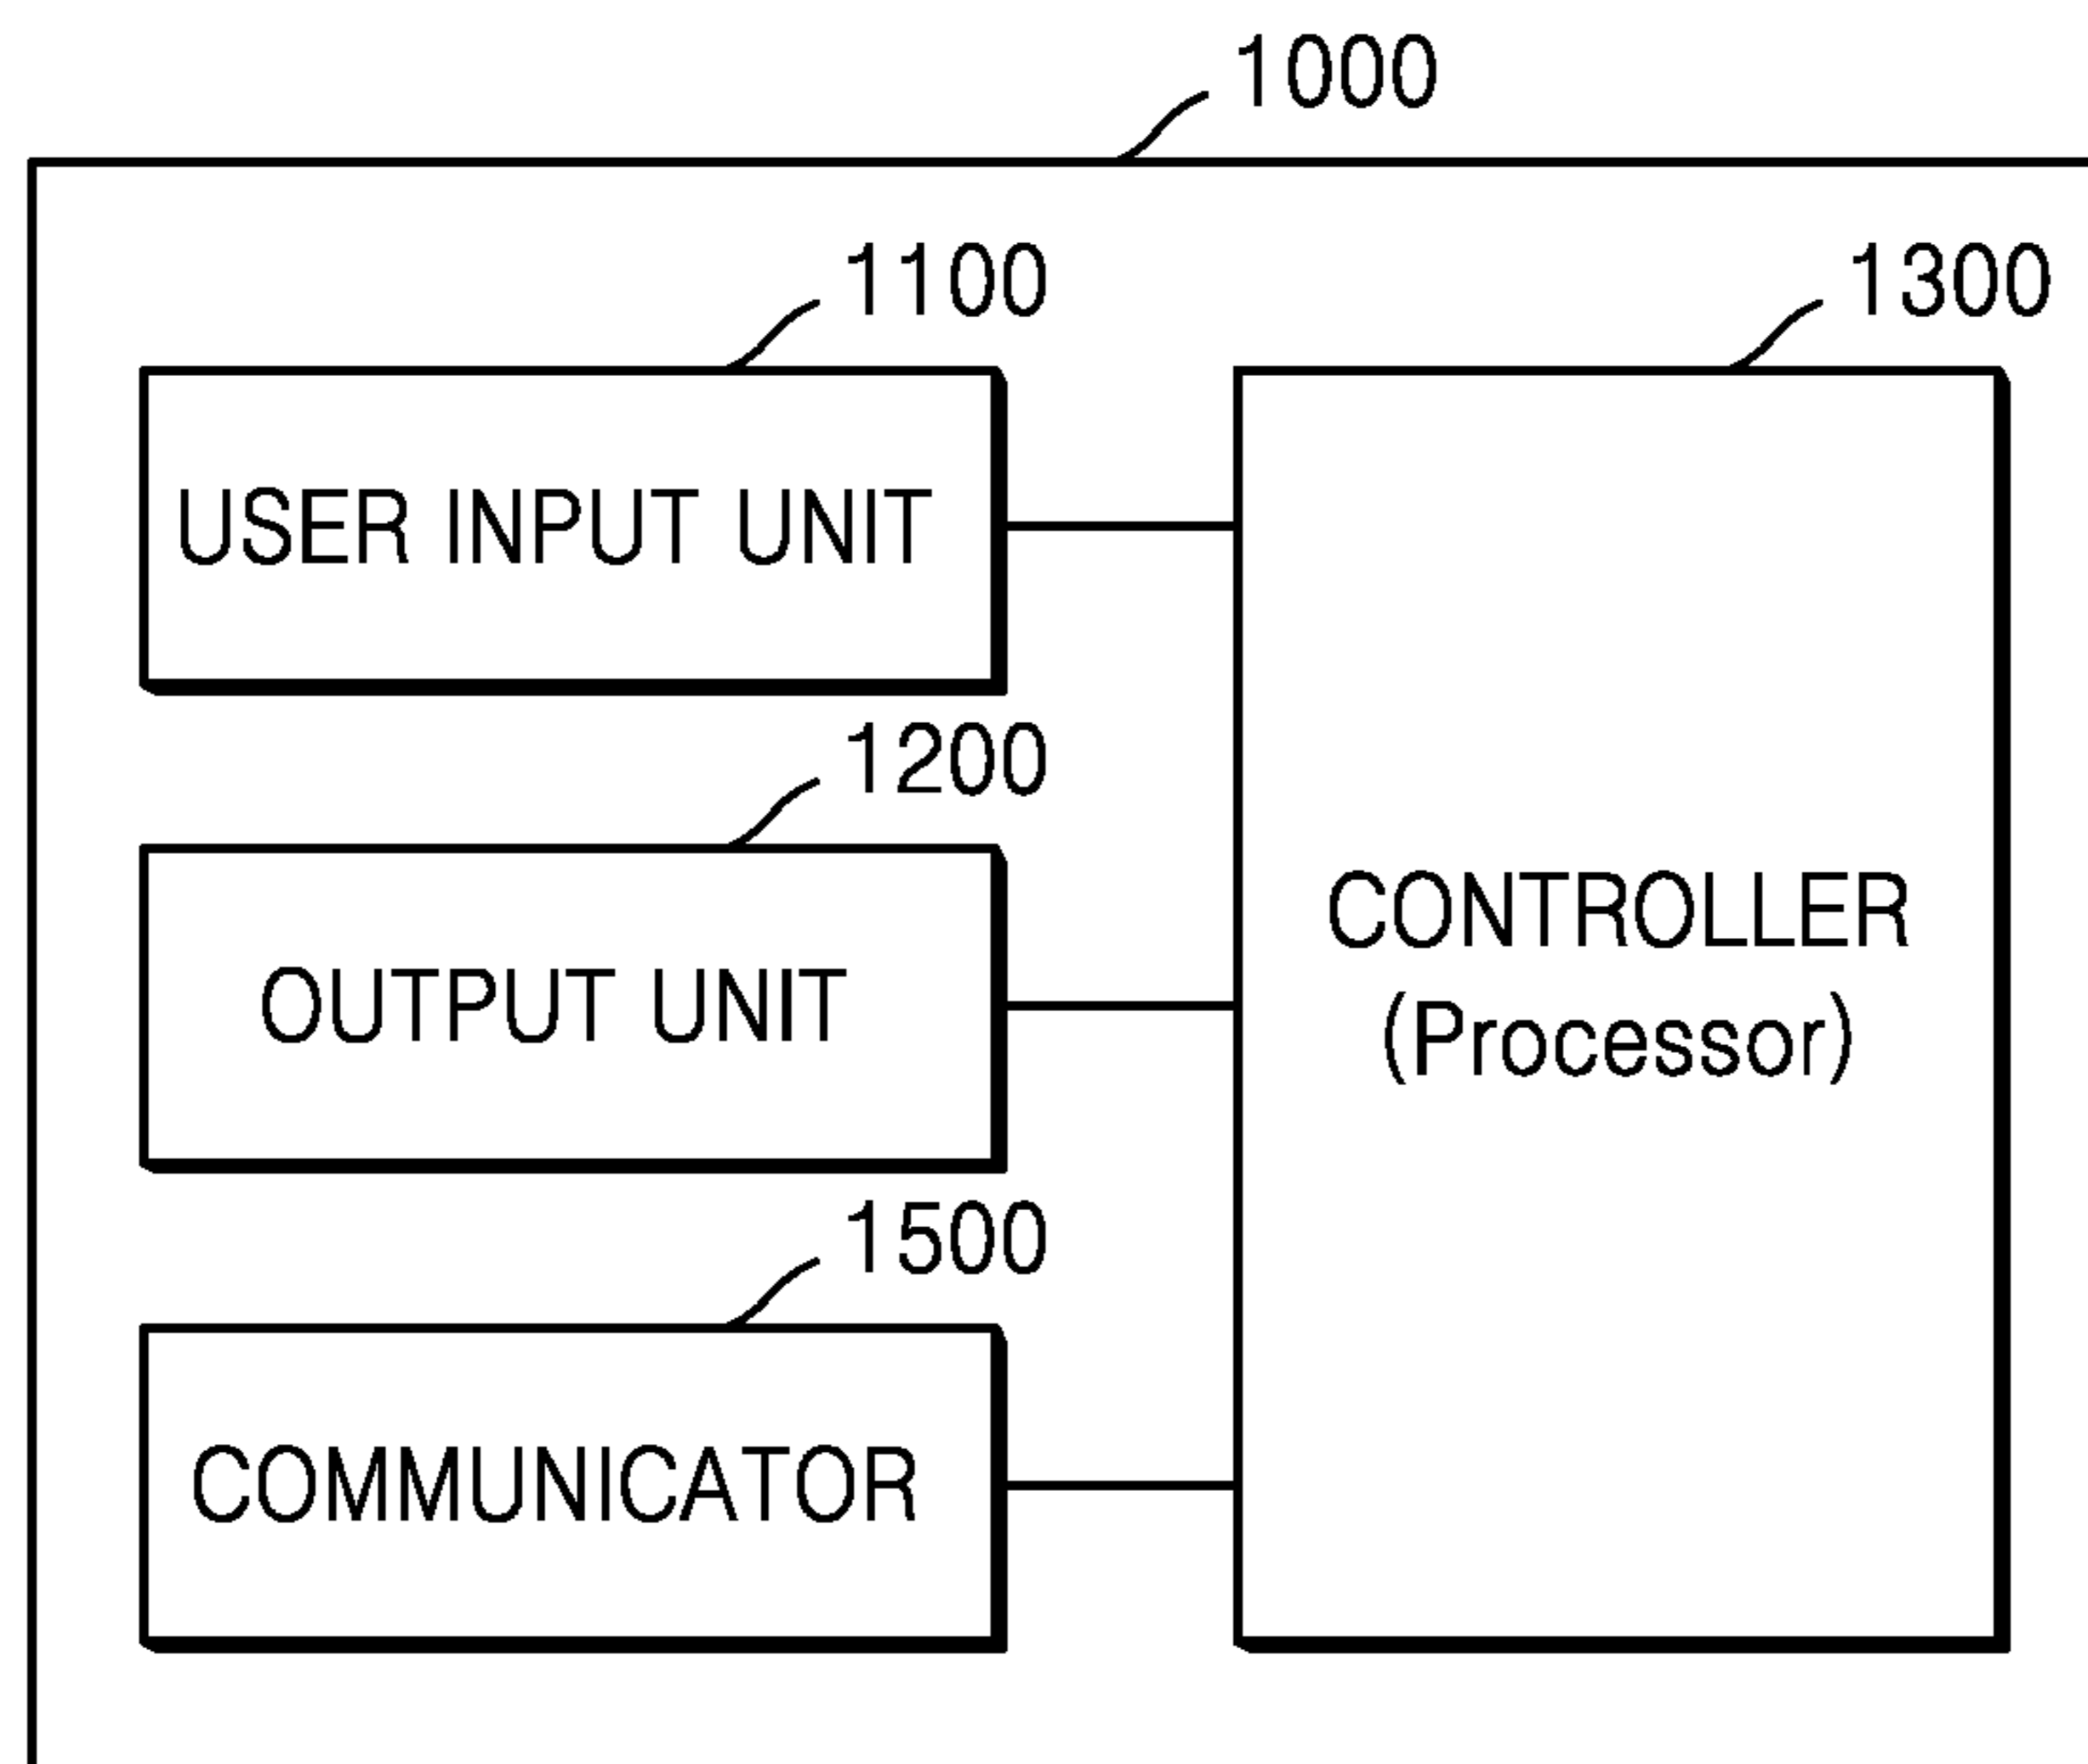 1000
1100
1300
USER INPUT UNIT
1200
CONTROLLER
(Processor)
OUTPUT UNIT
1500
COMMUNICATOR